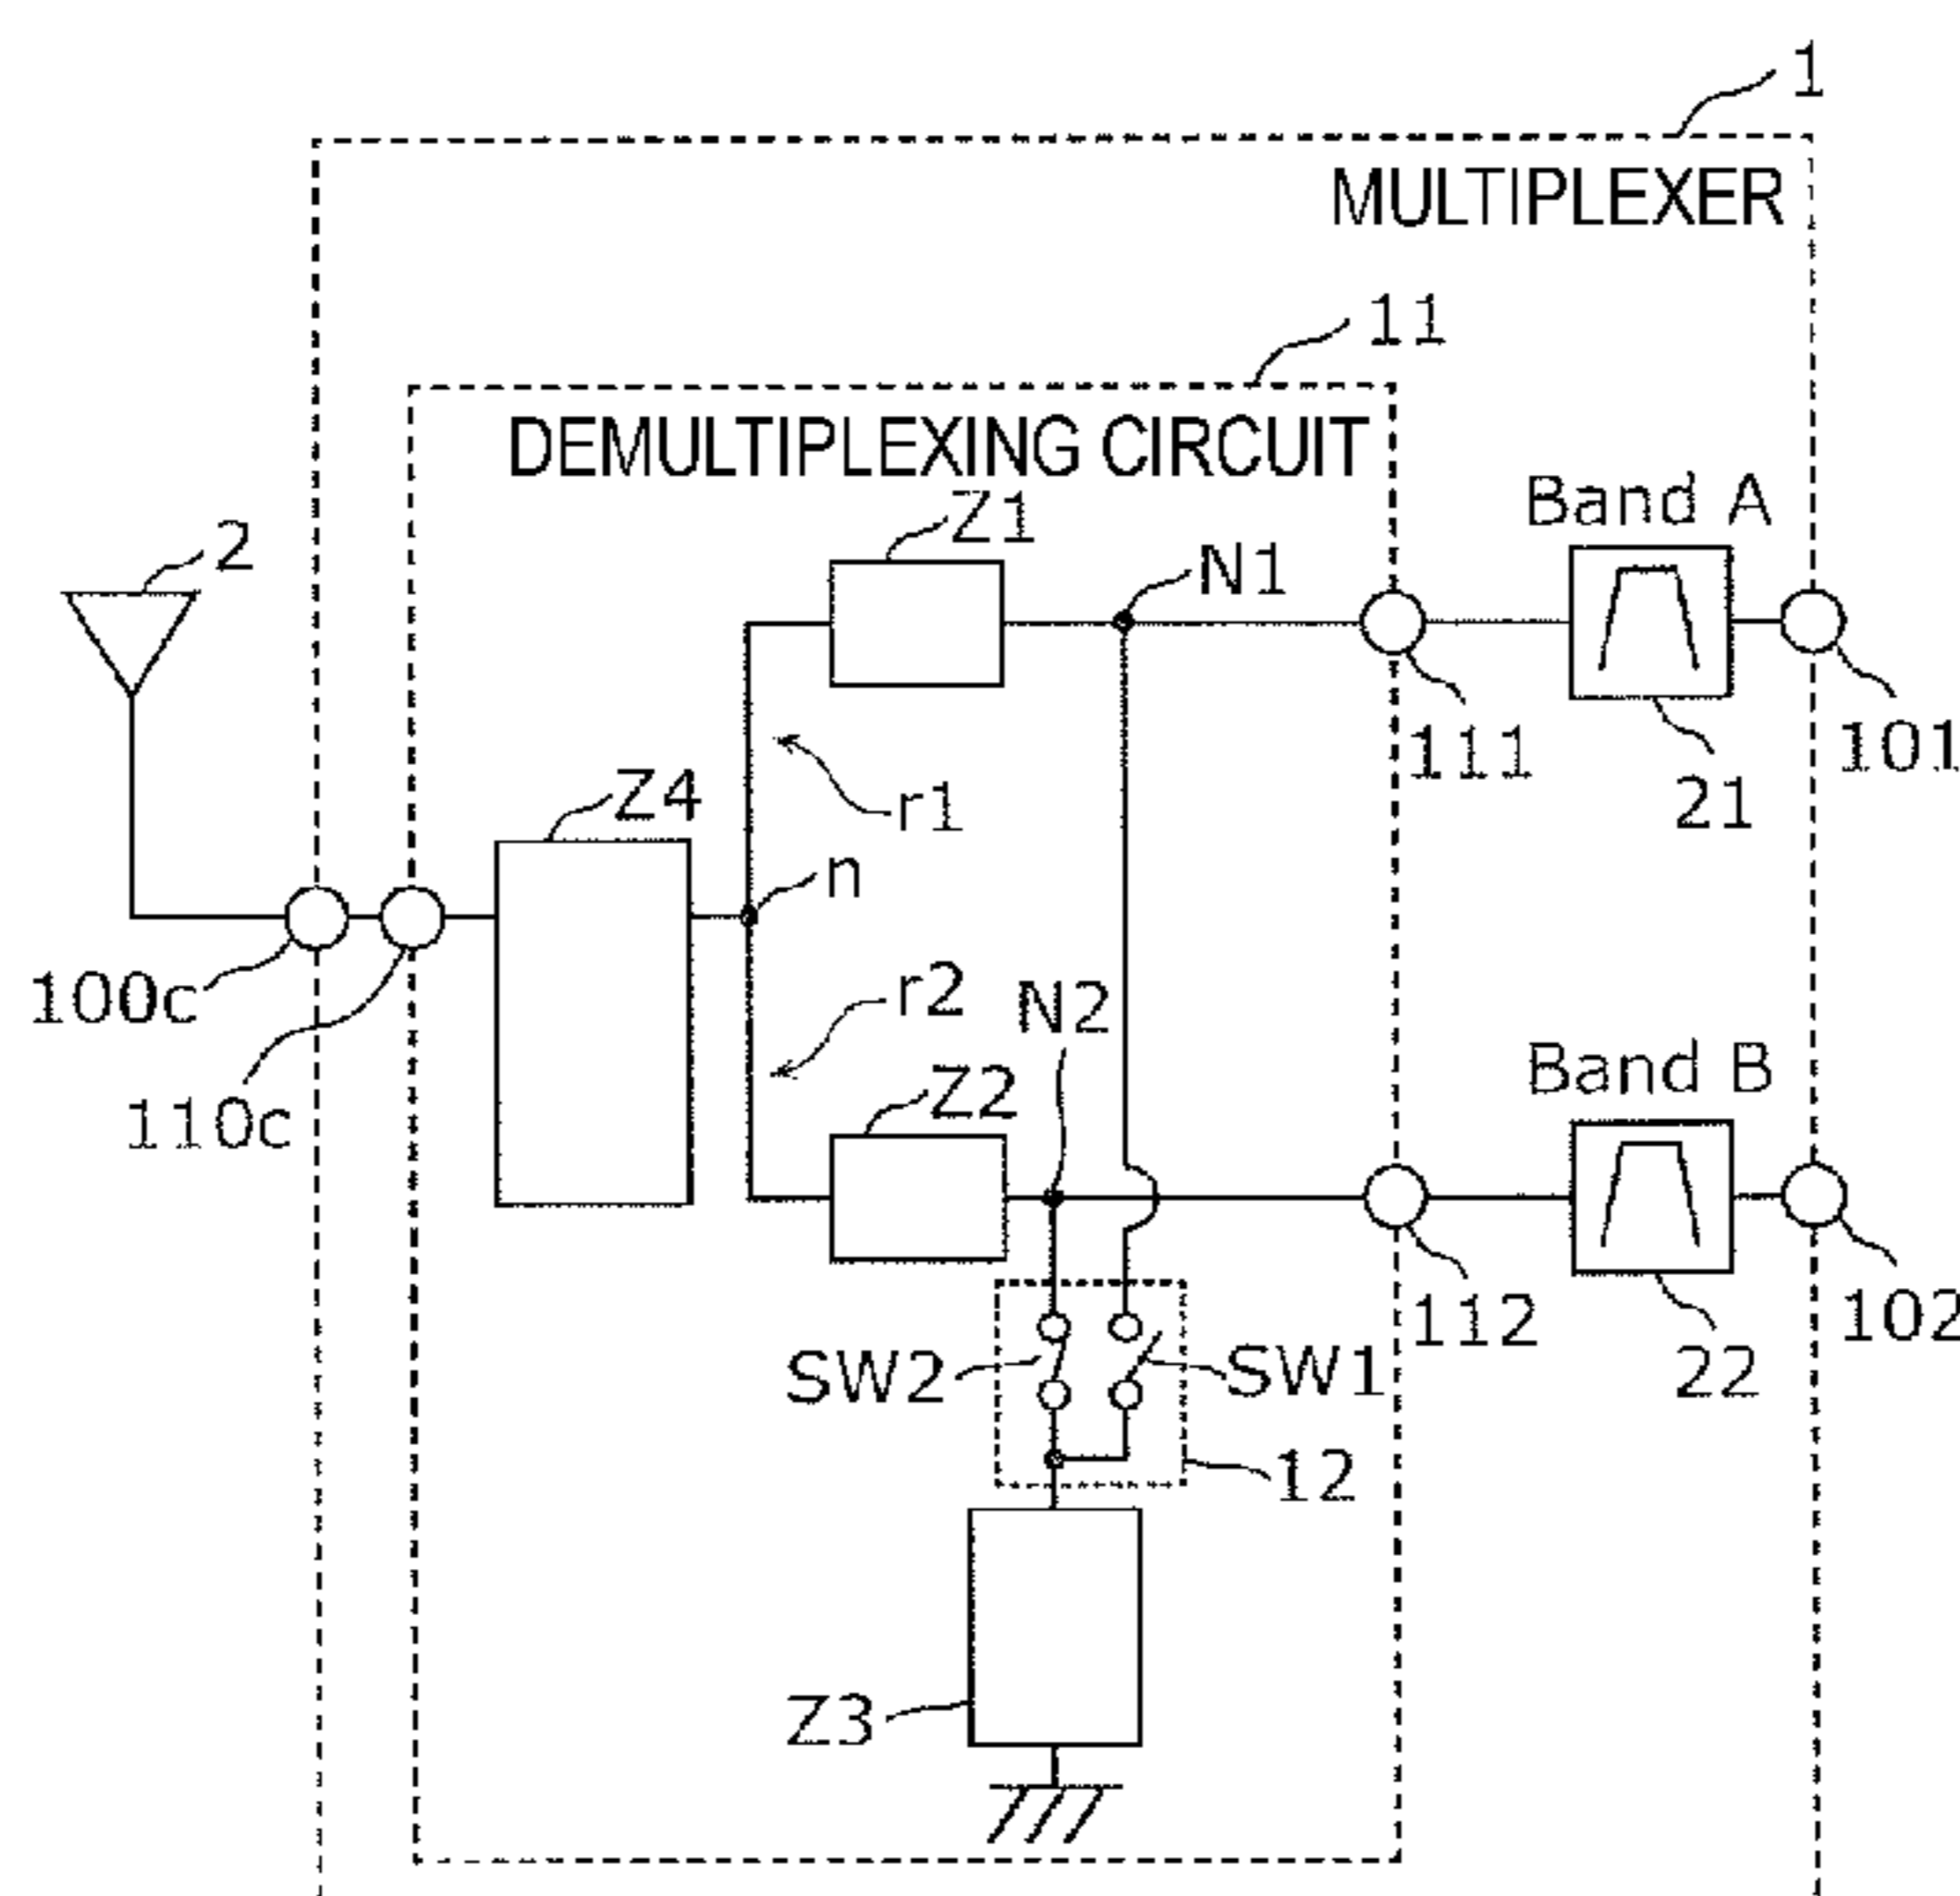 1
MULTIPLEXER
11
DEMULTIPLEXING CIRCUIT
Band A
Z1
2
N1
111
101
21
Z4
r1
n
100c
r2
N2
Band B
110c
Z2
112
102
SW2
SW1
22
12
Z3